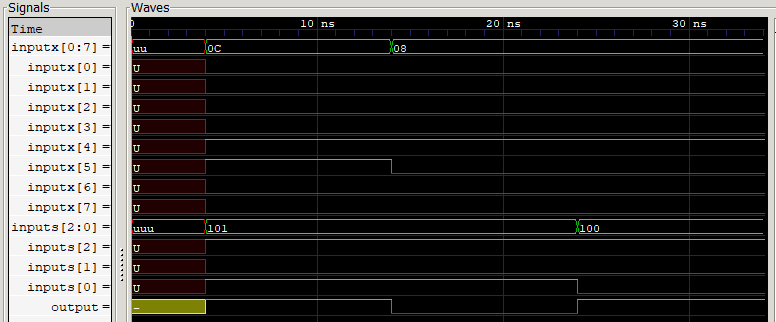 Signals
Waves
Time
0 10 ns 20 ns 30 ns
inputx[0:7] = uu 0C 08
inputx[0] = U
inputx[1] = U
inputx[2] = U
inputx[3] = U
inputx[4] = U
inputx[5] = U
inputx[6] = U
inputx[7] = U
inputs[2:0] = uuu 101 100
inputs[2] = U
inputs[1] = U
inputs[0] = U
output = -